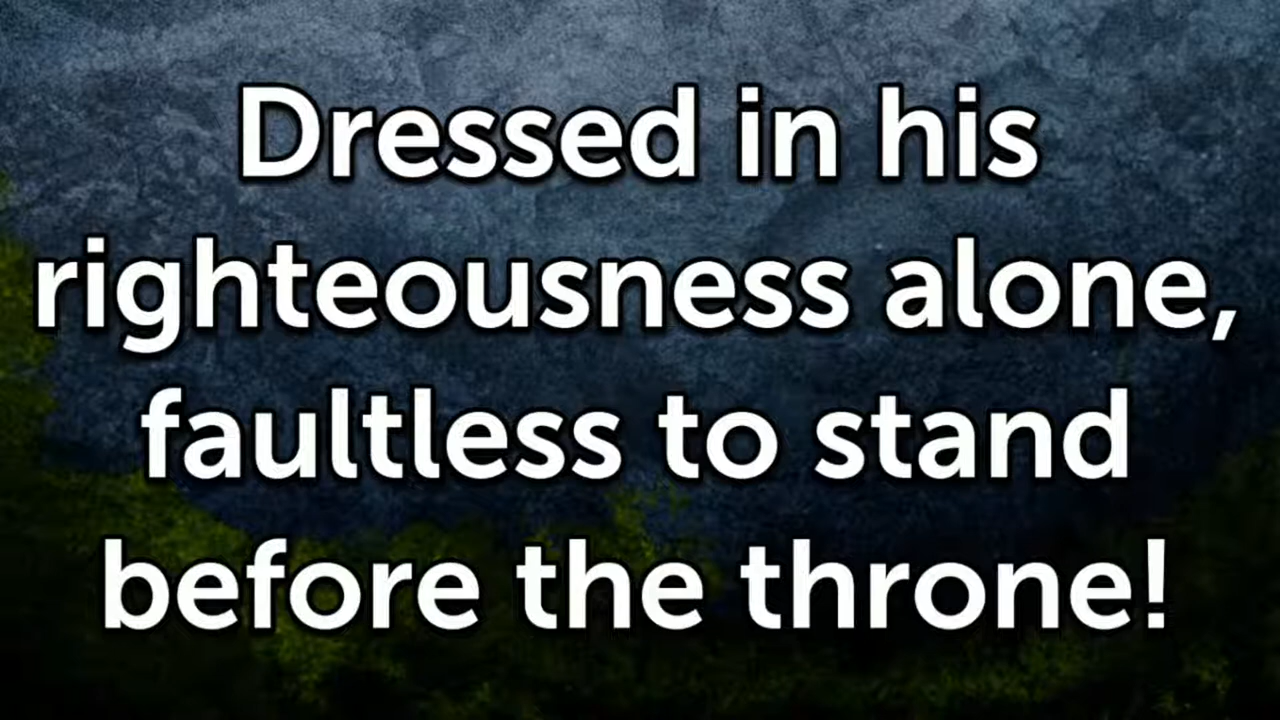 Dressed in his
righteousness alone,
faultless to stand
before the throne!